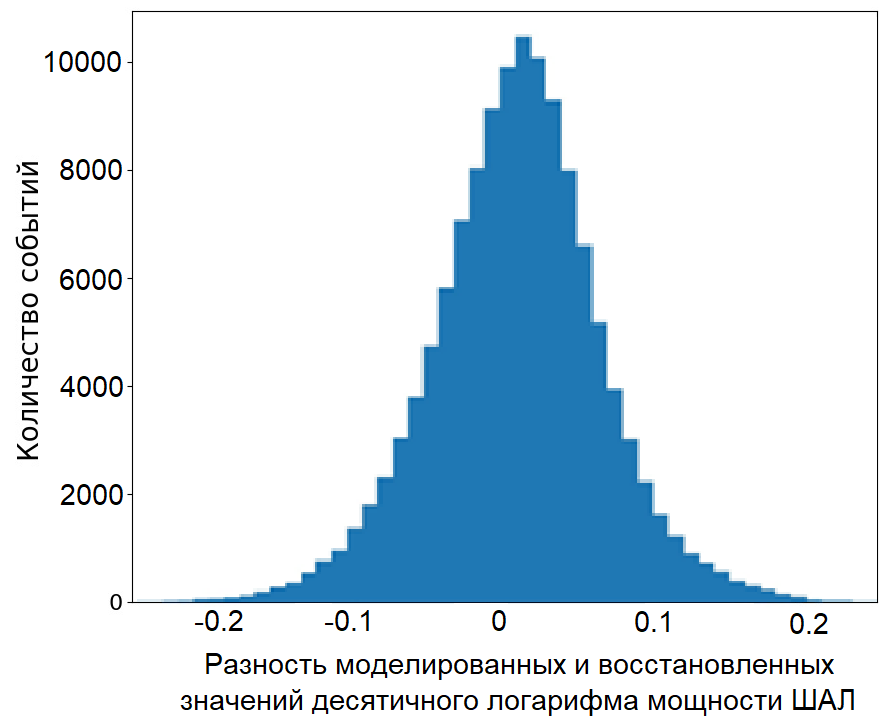 10000
8000
6000
4000
2000
0
Количество событий
-0.2 -0.1 0 0.1 0.2
Разность моделированных и восстановленных
значений десятичного логарифма мощности ШАЛ